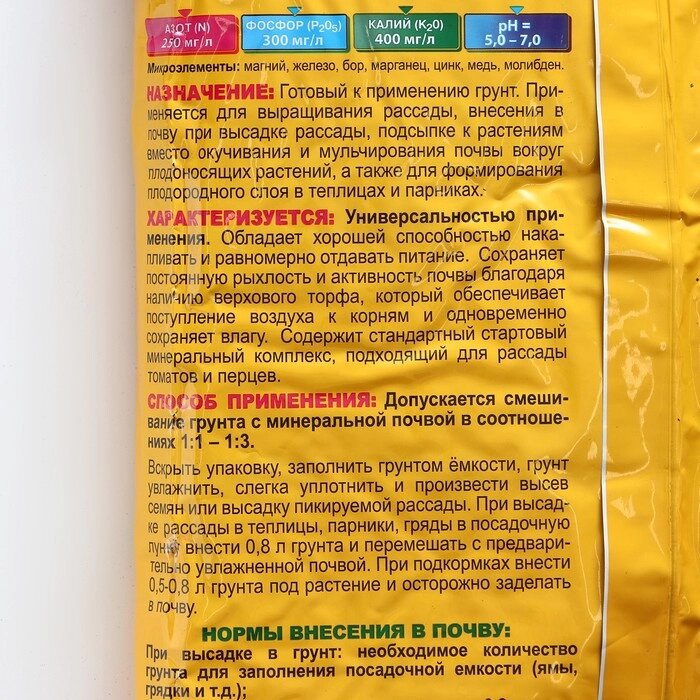 АЗОТ (N) ФОСФОР (P₂O₅) КАЛИЙ (K₂O) pH =
250 мг/л 300 мг/л 400 мг/л 5,0 – 7,0
Микроэлементы: магний, железо, бор, марганец, цинк, медь, молибден.
НАЗНАЧЕНИЕ: Готовый к применению грунт. При-
меняется для выращивания рассады, внесения в
почву при высадке рассады, подсыпке к растениям
вместо окучивания и мульчирования почвы вокруг
плодоносящих растений, а также для формирования
плодородного слоя в теплицах и парниках.
ХАРАКТЕРИЗУЕТСЯ: Универсальностью при-
менения. Обладает хорошей способностью нака-
пливать и равномерно отдавать питание. Сохраняет
постоянную рыхлость и активность почвы благодаря
наличию верхового торфа, который обеспечивает
поступление воздуха к корням и одновременно
сохраняет влагу. Содержит стандартный стартовый
минеральный комплекс, подходящий для рассады
томатов и перцев.
СПОСОБ ПРИМЕНЕНИЯ: Допускается смеши-
вание грунта с минеральной почвой в соотноше-
ниях 1:1 – 1:3.
Вскрыть упаковку, заполнить грунтом ёмкости, грунт
увлажнить, слегка уплотнить и произвести высев
семян или высадку пикируемой рассады. При высад-
ке рассады в теплицы, парники, гряды в посадочную
лунку внести 0,8 л грунта и перемешать с предвари-
тельно увлажненной почвой. При подкормках внести
0,5-0,8 л грунта под растение и осторожно заделать
в почву.
НОРМЫ ВНЕСЕНИЯ В ПОЧВУ:
При высадке в грунт: необходимое количество
грунта для заполнения посадочной емкости (ямы,
грядки и т.д.);